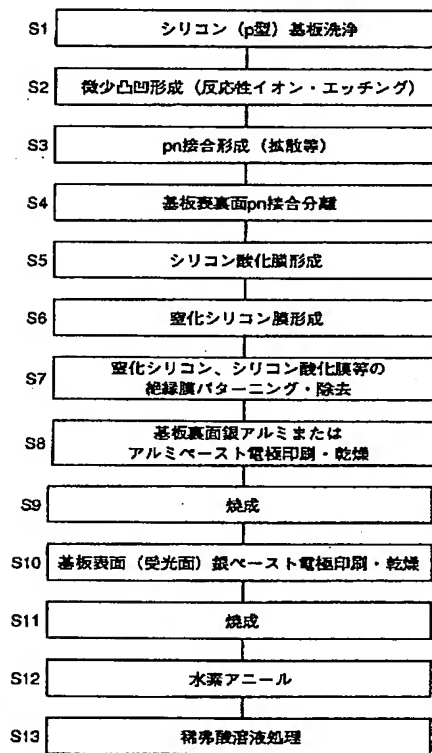 S1 シリコン（p型）基板洗浄
S2 微少凸凹形成（反応性イオン・エッチング）
S3 pn接合形成（拡散等）
S4 基板表裏面pn接合分離
S5 シリコン酸化膜形成
S6 窒化シリコン膜形成
S7 窒化シリコン、シリコン酸化膜等の
絶縁膜パターニング・除去
S8 基板裏面銀アルミまたは
アルミペースト電極印刷・乾燥
S9 焼成
S10 基板表面（受光面）銀ペースト電極印刷・乾燥
S11 焼成
S12 水素アニール
S13 稀弗酸溶液処理